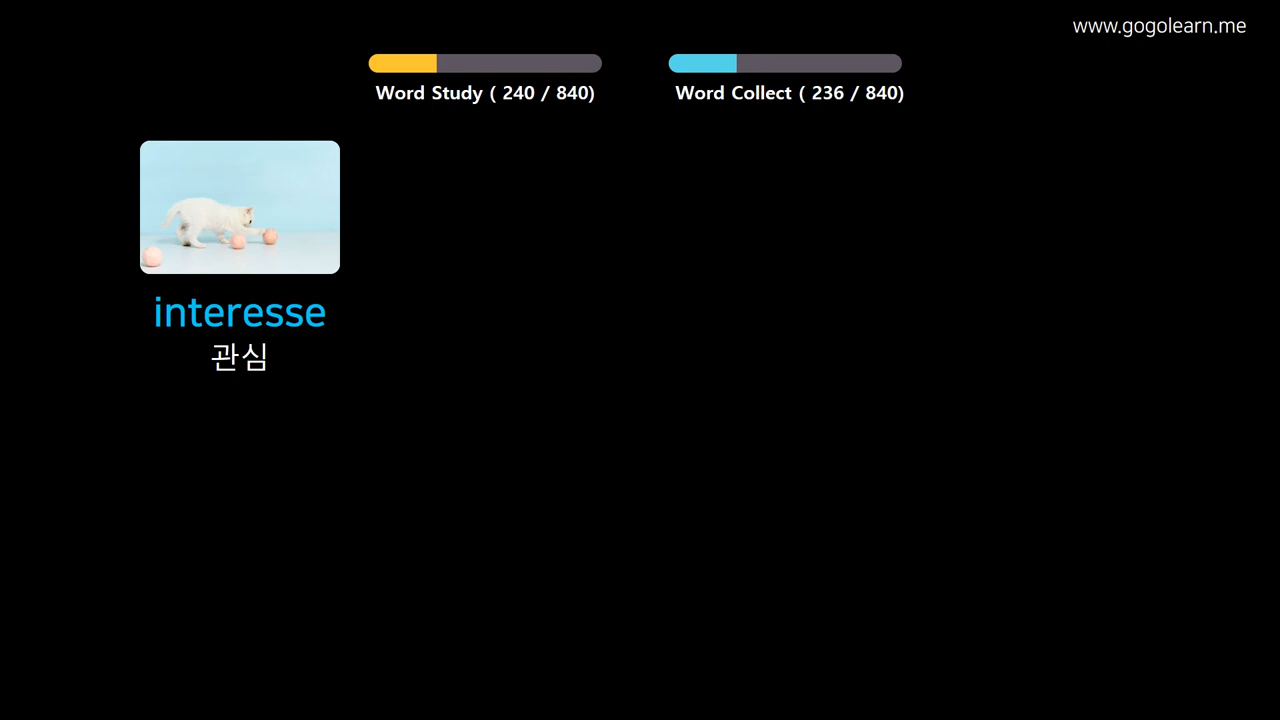 www.gogolearn.me
Word Study ( 240 / 840)
Word Collect ( 236 / 840)
interesse
관심